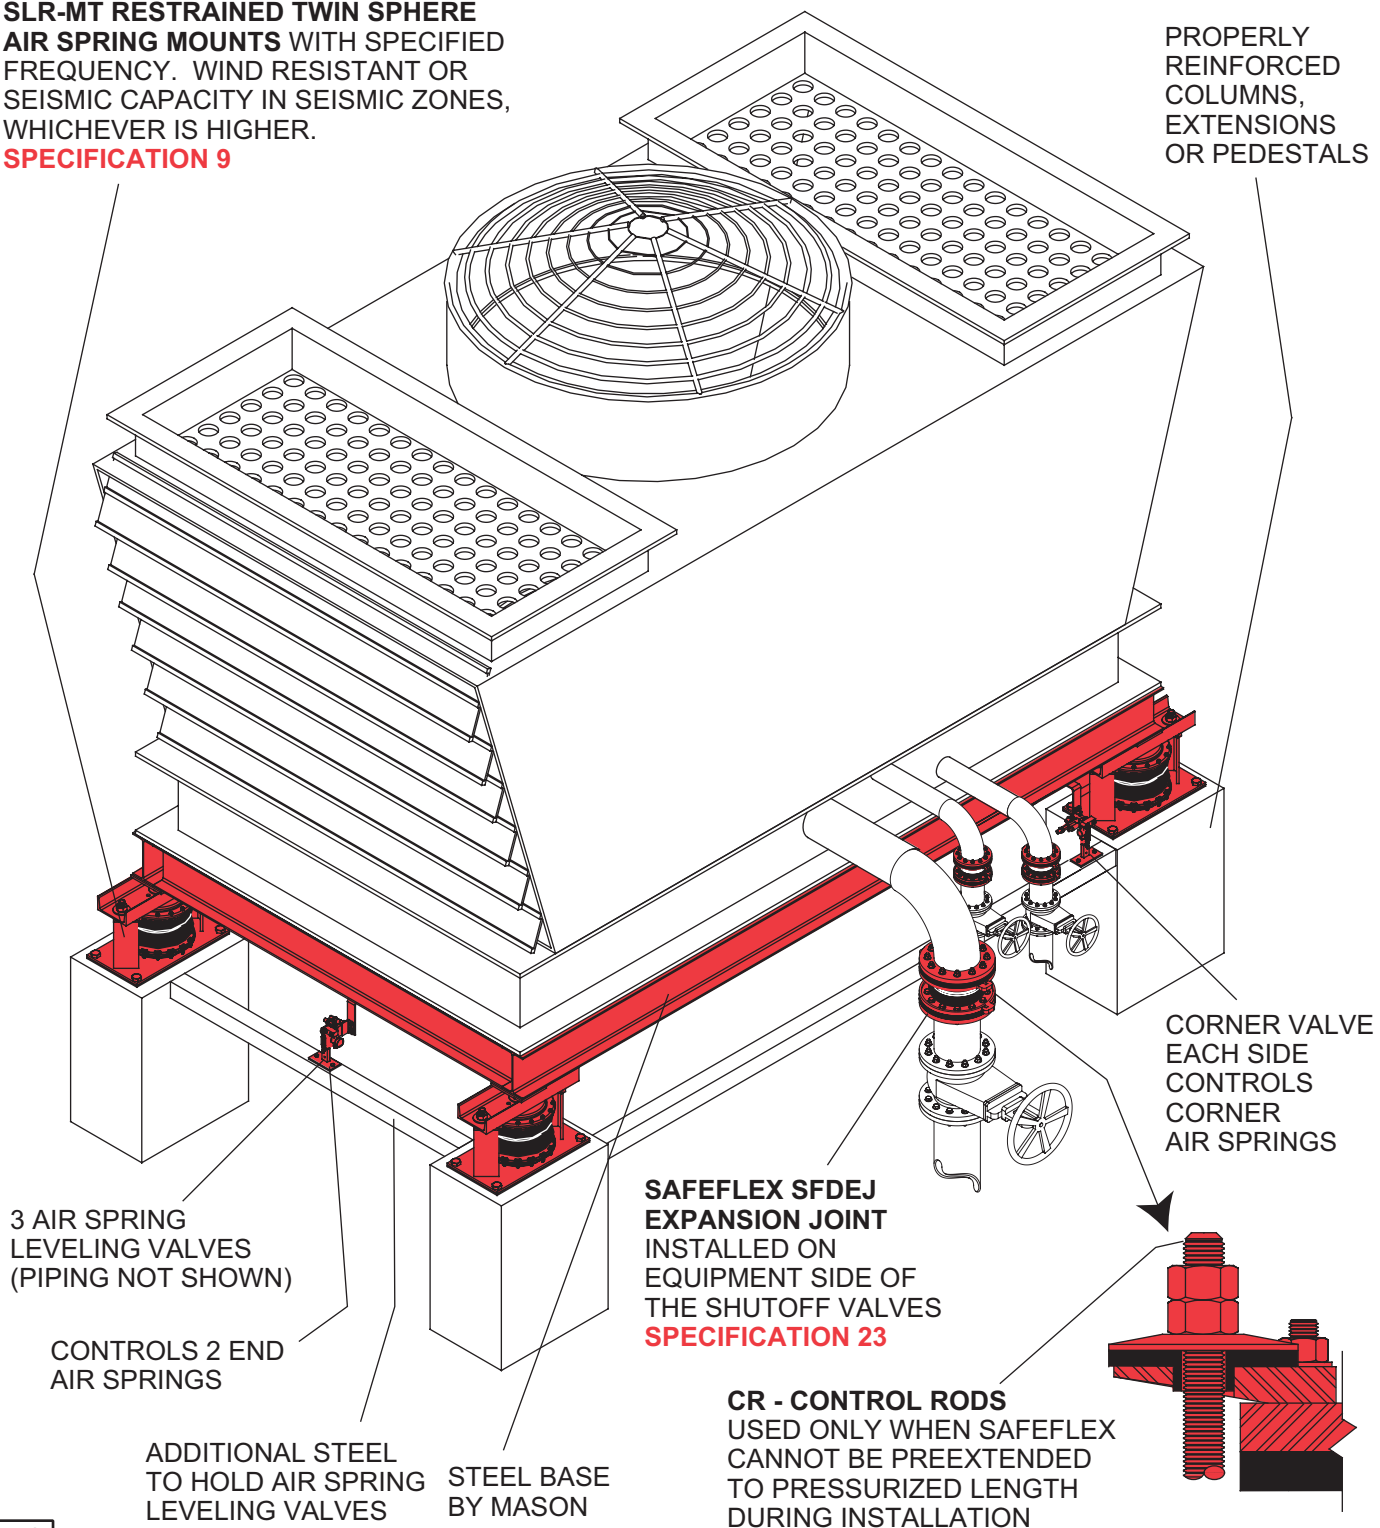 SLR-MT RESTRAINED TWIN SPHERE
AIR SPRING MOUNTS WITH SPECIFIED
FREQUENCY. WIND RESISTANT OR
SEISMIC CAPACITY IN SEISMIC ZONES,
WHICHEVER IS HIGHER.
SPECIFICATION 9
PROPERLY
REINFORCED
COLUMNS,
EXTENSIONS
OR PEDESTALS
CORNER VALVE
EACH SIDE
CONTROLS
CORNER
AIR SPRINGS
3 AIR SPRING
LEVELING VALVES
(PIPING NOT SHOWN)
CONTROLS 2 END
AIR SPRINGS
ADDITIONAL STEEL
TO HOLD AIR SPRING
LEVELING VALVES
STEEL BASE
BY MASON
SAFEFLEX SFDEJ
EXPANSION JOINT
INSTALLED ON
EQUIPMENT SIDE OF
THE SHUTOFF VALVES
SPECIFICATION 23
CR - CONTROL RODS
USED ONLY WHEN SAFEFLEX
CANNOT BE PREEXTENDED
TO PRESSURIZED LENGTH
DURING INSTALLATION